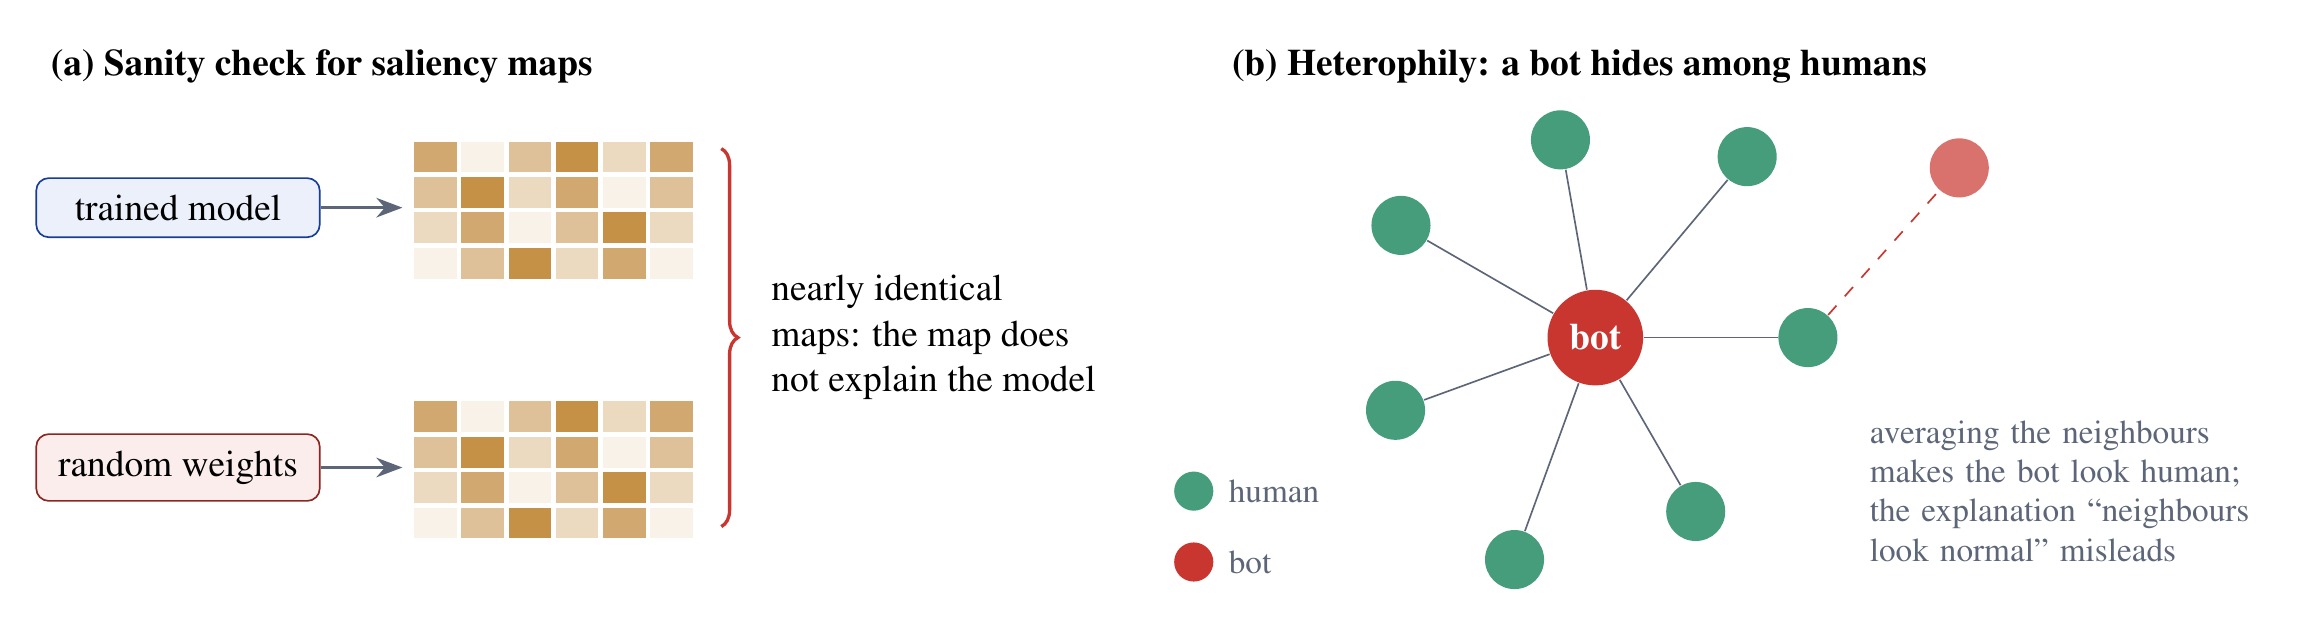 (a) Sanity check for saliency maps
trained model
random weights
nearly identical
maps: the map does
not explain the model
(b) Heterophily: a bot hides among humans
bot
human
bot
averaging the neighbours
makes the bot look human;
the explanation “neighbours
look normal” misleads